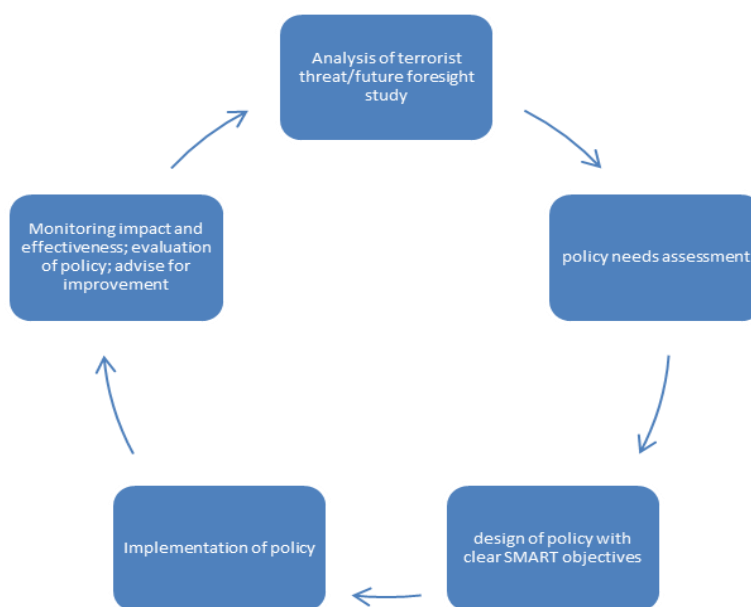 Analysis of terrorist
threat/future foresight
study
policy needs assessment
design of policy with
clear SMART objectives
Implementation of policy
Monitoring impact and
effectiveness; evaluation
of policy; advise for
improvement